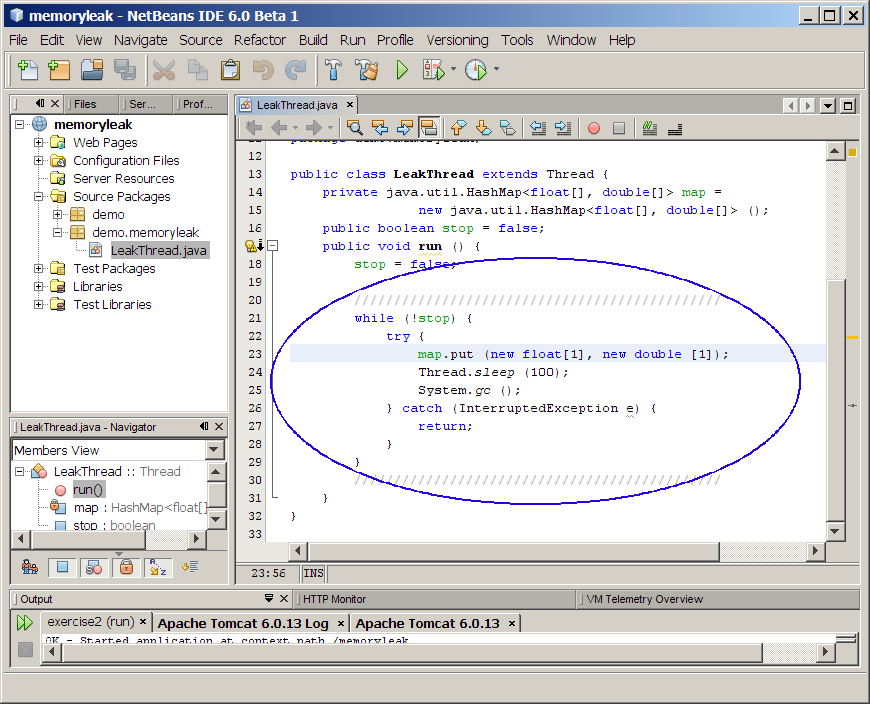 memoryleak - NetBeans IDE 6.0 Beta 1
File Edit View Navigate Source Refactor Build Run Profile Versioning Tools Window Help
Files Ser... Prof...
memoryleak
Web Pages
Configuration Files
Server Resources
Source Packages
demo
demo.memoryleak
LeakThread.java
Test Packages
Libraries
Test Libraries
LeakThread.java - Navigator
Members View
LeakThread :: Thread
run()
map : HashMap<float[]
stop : boolean
LeakThread.java
12
13 public class LeakThread extends Thread {
14 private java.util.HashMap<float[], double[]> map =
15 new java.util.HashMap<float[], double[]> ();
16 public boolean stop = false;
public void run () {
18 stop = false;
19
20 //////////////////////////////////////////////
21 while (!stop) {
22 try {
23 map.put (new float[1], new double [1]);
24 Thread.sleep (100);
25 System.gc ();
26 } catch (InterruptedException e) {
27 return;
28 }
29 }
30 //////////////////////////////////////////////
31 }
32 }
33
23:56 INS
Output HTTP Monitor VM Telemetry Overview
exercise2 (run) Apache Tomcat 6.0.13 Log Apache Tomcat 6.0.13
OK - Started application at context path /memoryleak